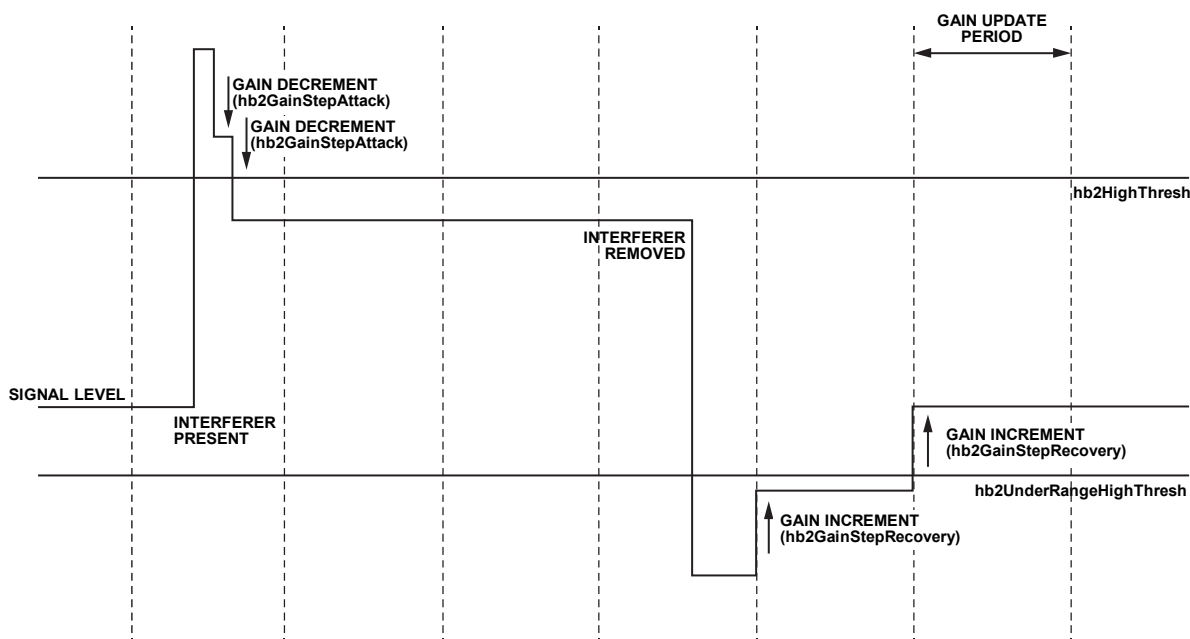 GAIN UPDATE
PERIOD
GAIN DECREMENT
(hb2GainStepAttack)
GAIN DECREMENT
(hb2GainStepAttack)
hb2HighThresh
INTERFERER
REMOVED
SIGNAL LEVEL
INTERFERER
PRESENT
GAIN INCREMENT
(hb2GainStepRecovery)
hb2UnderRangeHighThresh
GAIN INCREMENT
(hb2GainStepRecovery)